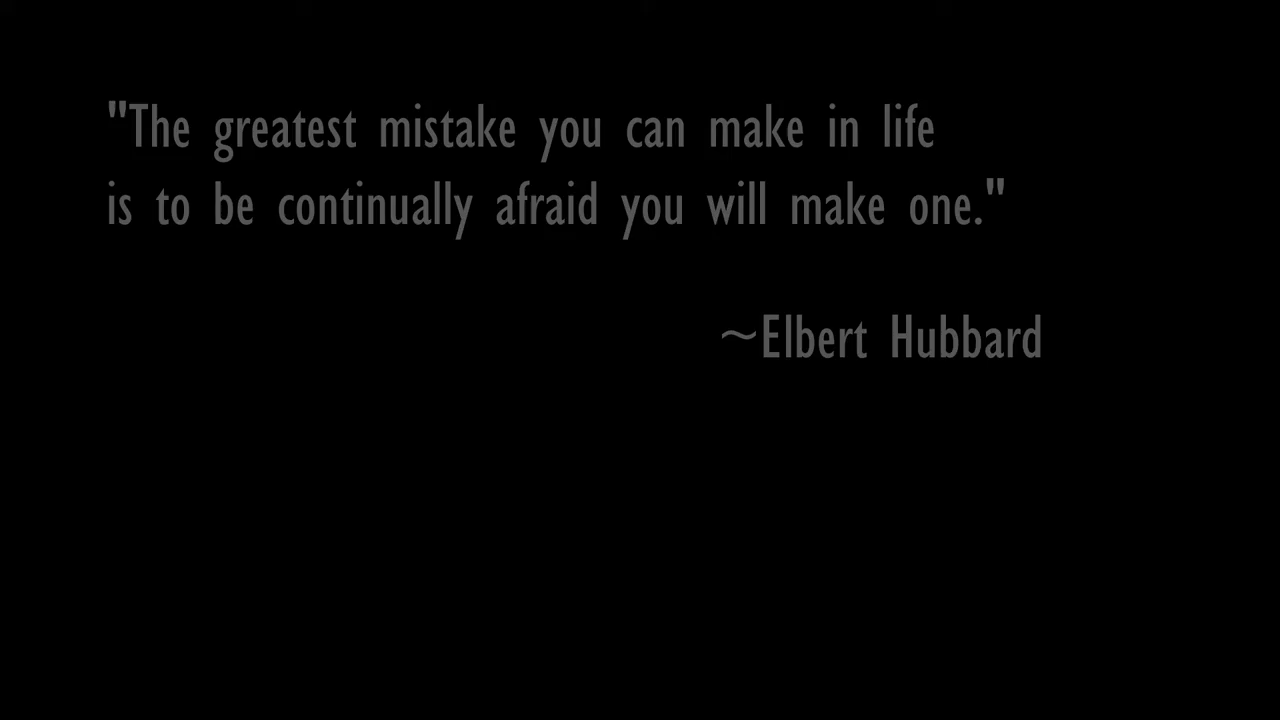 "The greatest mistake you can make in life
is to be continually afraid you will make one."
~Elbert Hubbard